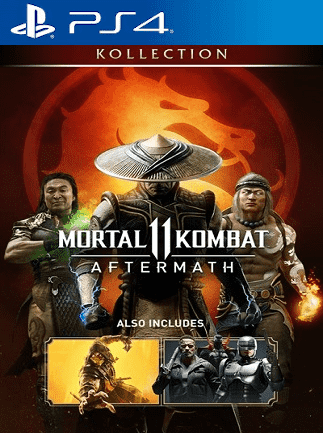 PS4
KOLLECTION
MORTAL 11 KOMBAT
AFTERMATH
ALSO INCLUDES